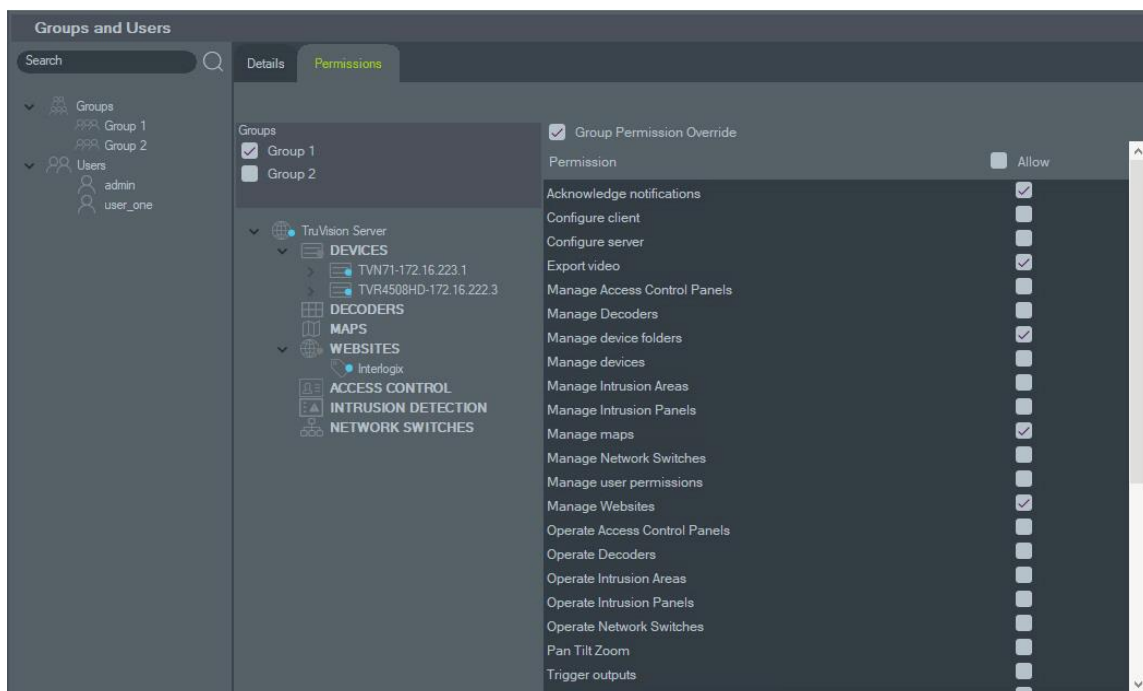 Groups and Users
Search
Details
Permissions
Groups
Group 1
Group 2
Users
admin
user_one
Groups
Group 1
Group 2
TruVision Server
DEVICES
TVN71-172.16.223.1
TVR4508HD-172.16.222.3
DECODERS
MAPS
WEBSITES
Interlogix
ACCESS CONTROL
INTRUSION DETECTION
NETWORK SWITCHES
Group Permission Override
Permission Allow
Acknowledge notifications
Configure client
Configure server
Export video
Manage Access Control Panels
Manage Decoders
Manage device folders
Manage devices
Manage Intrusion Areas
Manage Intrusion Panels
Manage maps
Manage Network Switches
Manage user permissions
Manage Websites
Operate Access Control Panels
Operate Decoders
Operate Intrusion Areas
Operate Intrusion Panels
Operate Network Switches
Pan Tilt Zoom
Trigger outputs